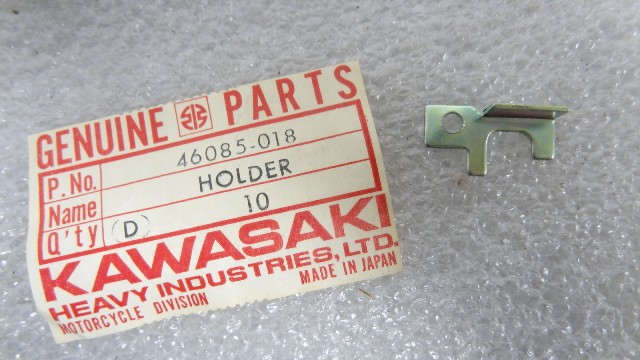 GENUINE PARTS
P. No. 46085-018
Name HOLDER
Q'ty (D) 10
KAWASAKI
HEAVY INDUSTRIES, LTD.
MOTORCYCLE DIVISION MADE IN JAPAN